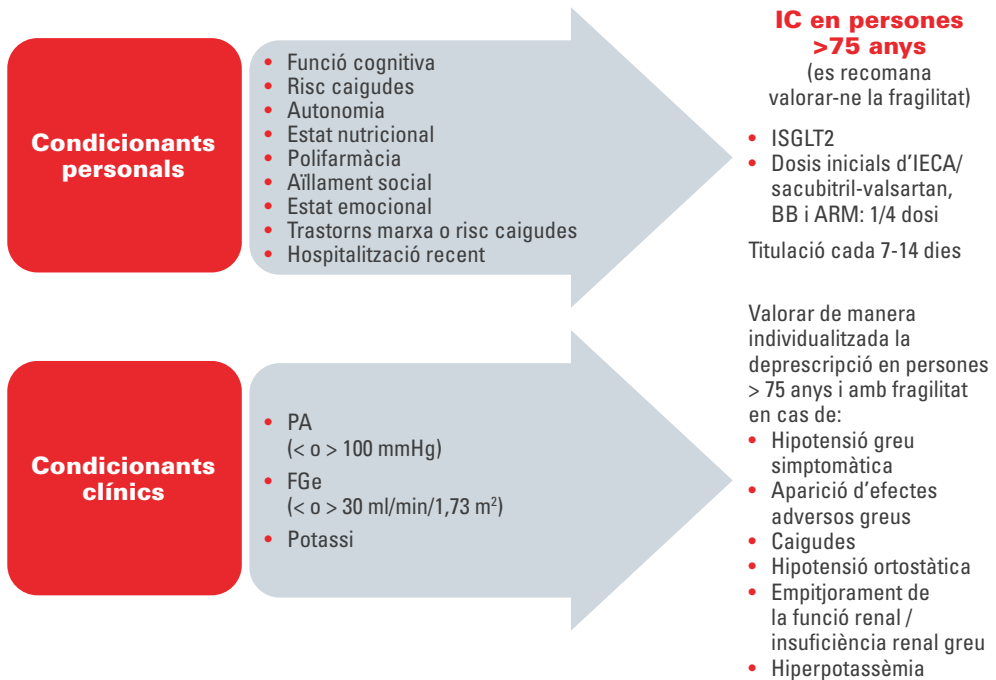 Condicionants
personals
• Funció cognitiva
• Risc caigudes
• Autonomia
• Estat nutricional
• Polifarmàcia
• Aïllament social
• Estat emocional
• Trastorns marxa o risc caigudes
• Hospitalització recent
IC en persones
>75 anys
(es recomana
valorar-ne la fragilitat)
• ISGLT2
• Dosis inicials d’IECA/
sacubitril-valsartan,
BB i ARM: 1/4 dosi
Titulació cada 7-14 dies
Condicionants
clínics
• PA
(< o > 100 mmHg)
• FGe
(< o > 30 ml/min/1,73 m²)
• Potassi
Valorar de manera
individualitzada la
deprescripció en persones
> 75 anys i amb fragilitat
en cas de:
• Hipotensió greu
simptomàtica
• Aparició d’efectes
adversos greus
• Caigudes
• Hipotensió ortostàtica
• Empitjorament de
la funció renal /
insuficiència renal greu
• Hiperpotassèmia